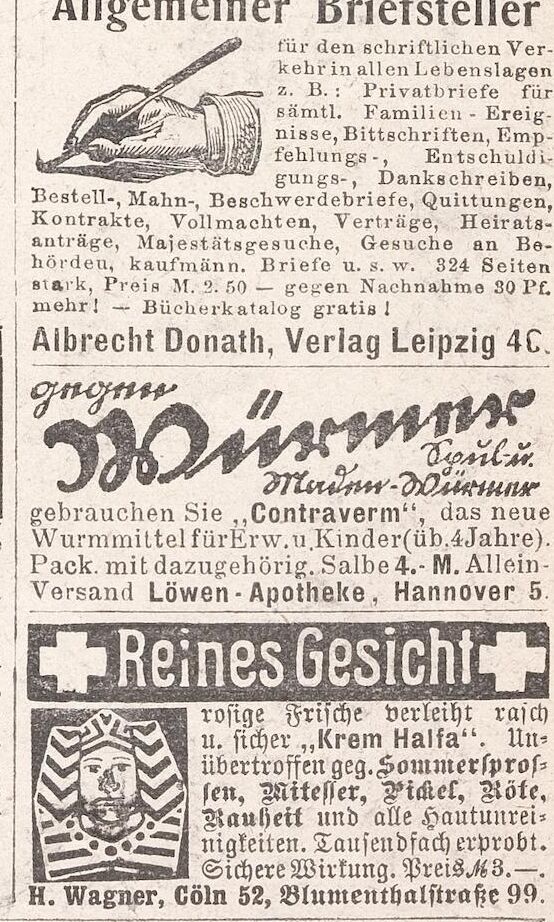 Allgemeiner Briefsteller
für den schriftlichen Ver-
kehr in allen Lebenslagen
z. B.: Privatbriefe für
sämtl. Familien-Ereig-
nisse, Bittschriften, Emp-
fehlungs-, Entschuldi-
gungs-, Dankschreiben,
Bestell-, Mahn-, Beschwerdebriefe, Quittungen,
Kontrakte, Vollmachten, Verträge, Heirats-
anträge, Majestätsgesuche, Gesuche an Be-
hörden, kaufmänn. Briefe u. s. w. 324 Seiten
stark, Preis M. 2.50 — gegen Nachnahme 30 Pf.
mehr! — Bücherkatalog gratis!
Albrecht Donath, Verlag Leipzig 4C.
gegen
Würmer
Spul- u.
Maden-Würmer
gebrauchen Sie „Contraverm“, das neue
Wurmmittel für Erw. u. Kinder (üb. 4 Jahre).
Pack. mit dazugehörig. Salbe 4.- M. Allein-
Versand Löwen-Apotheke, Hannover 5.
Reines Gesicht
rosige Frische verleiht rasch
u. sicher „Krem Halfa“. Un-
übertroffen geg. Sommerspros-
sen, Mitesser, Pickel, Röte,
Rauheit und alle Hautunrei-
nigkeiten. Tausendfach erprobt.
Sichere Wirkung. Preis ℳ 3.—.
H. Wagner, Cöln 52, Blumenthalstraße 99.